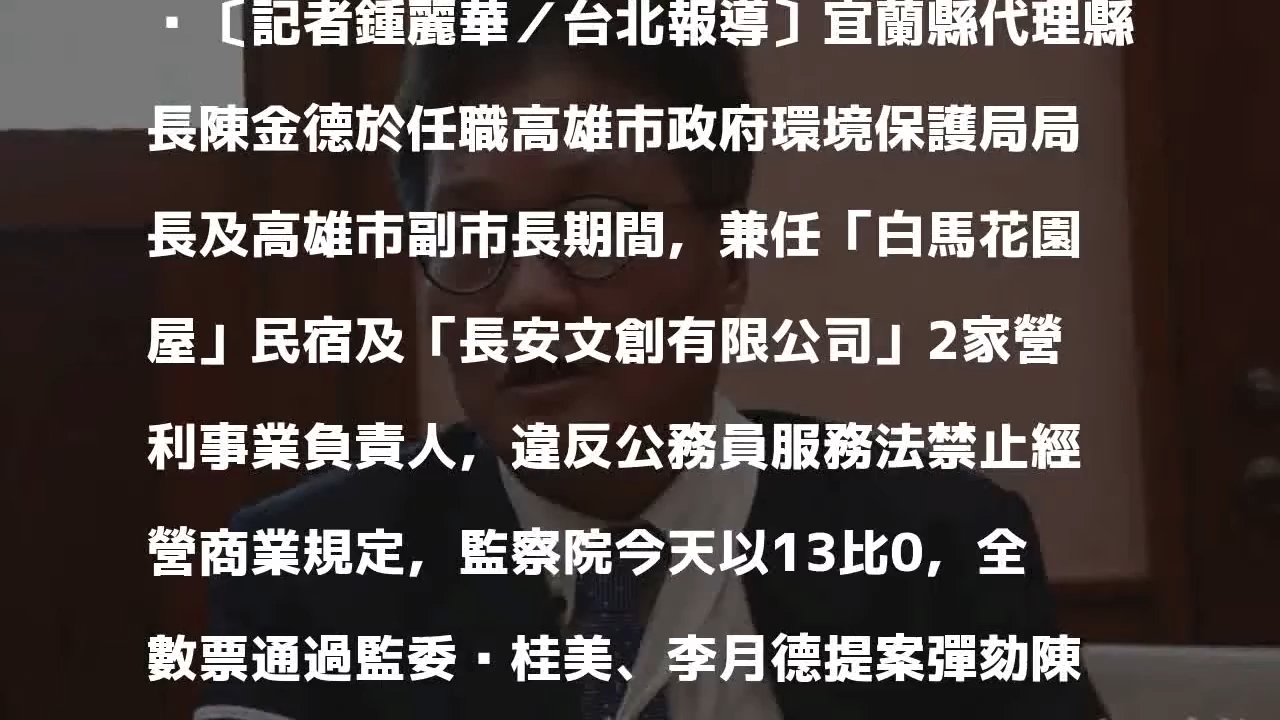 ·〔記者鍾麗華／台北報導〕宜蘭縣代理縣
長陳金德於任職高雄市政府環境保護局局
長及高雄市副市長期間，兼任「白馬花園
屋」民宿及「長安文創有限公司」2家營
利事業負責人，違反公務員服務法禁止經
營商業規定，監察院今天以13比0，全
數票通過監委·桂美、李月德提案彈劾陳